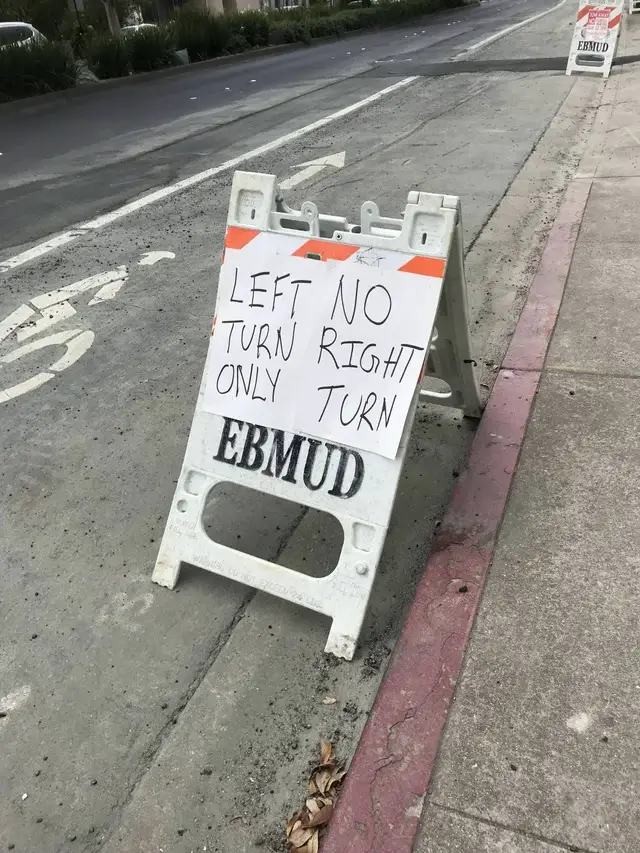 LEFT
TURN
ONLY
NO
RIGHT
TURN
EBMUD
EBMUD